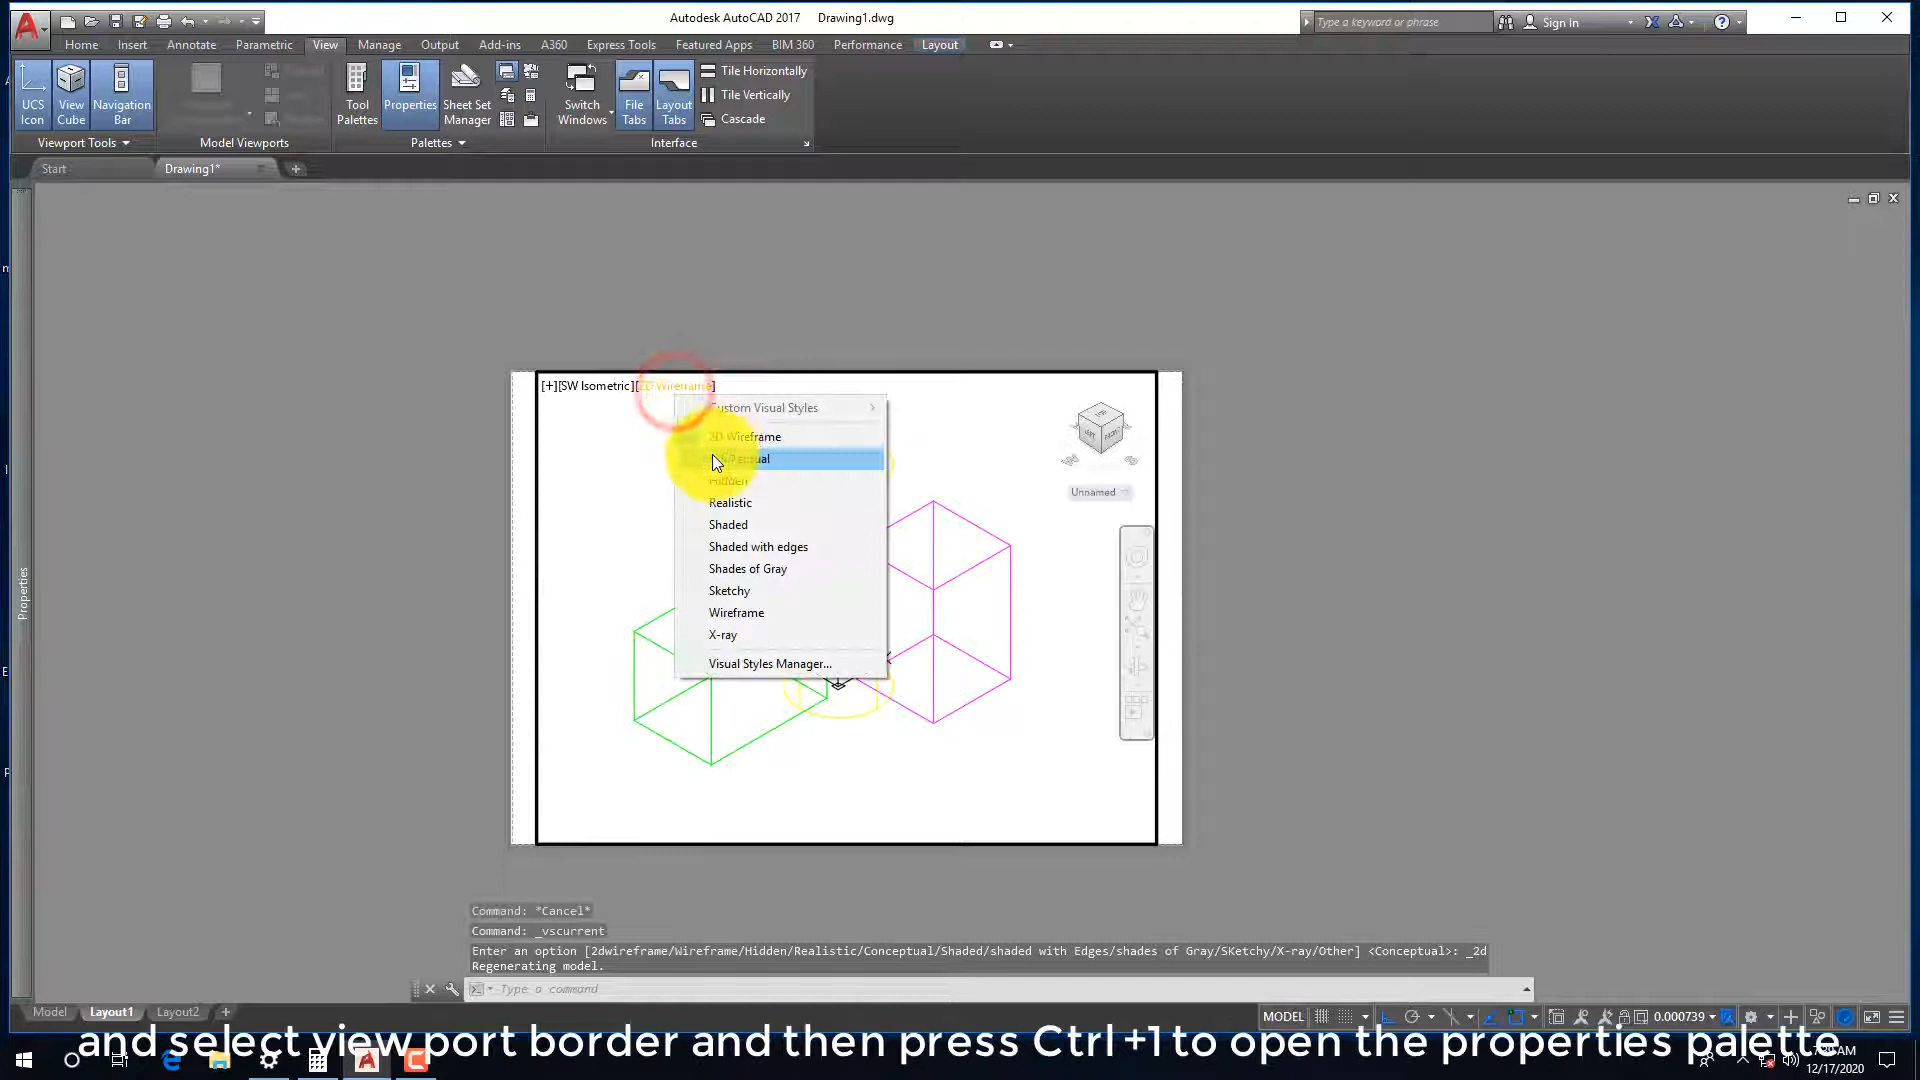 Autodesk AutoCAD 2017 Drawing1.dwg
Type a keyword or phrase
Sign In
Home Insert Annotate Parametric View Manage Output Add-ins A360 Express Tools Featured Apps BIM 360 Performance Layout
UCS Icon
View Cube
Navigation Bar
Tool Palettes
Properties
Sheet Set Manager
Switch Windows
File Tabs
Layout Tabs
Tile Horizontally
Tile Vertically
Cascade
Viewport Tools
Model Viewports
Palettes
Interface
Start
Drawing1*
[+][SW Isometric][2D Wireframe]
Custom Visual Styles
2D Wireframe
Hidden
Realistic
Shaded
Shaded with edges
Shades of Gray
Sketchy
Wireframe
X-ray
Visual Styles Manager...
LEFT
FRONT
Unnamed
Properties
Command: *Cancel*
Command: _vscurrent
Enter an option [2dwireframe/Wireframe/Hidden/Realistic/Conceptual/Shaded/shaded with Edges/shades of Gray/SKetchy/X-ray/Other] <Conceptual>: _2d
Regenerating model.
Type a command
Model Layout1 Layout2
MODEL
0.000739
and select view port border and then press Ctrl +1 to open the properties palette
12/17/2020